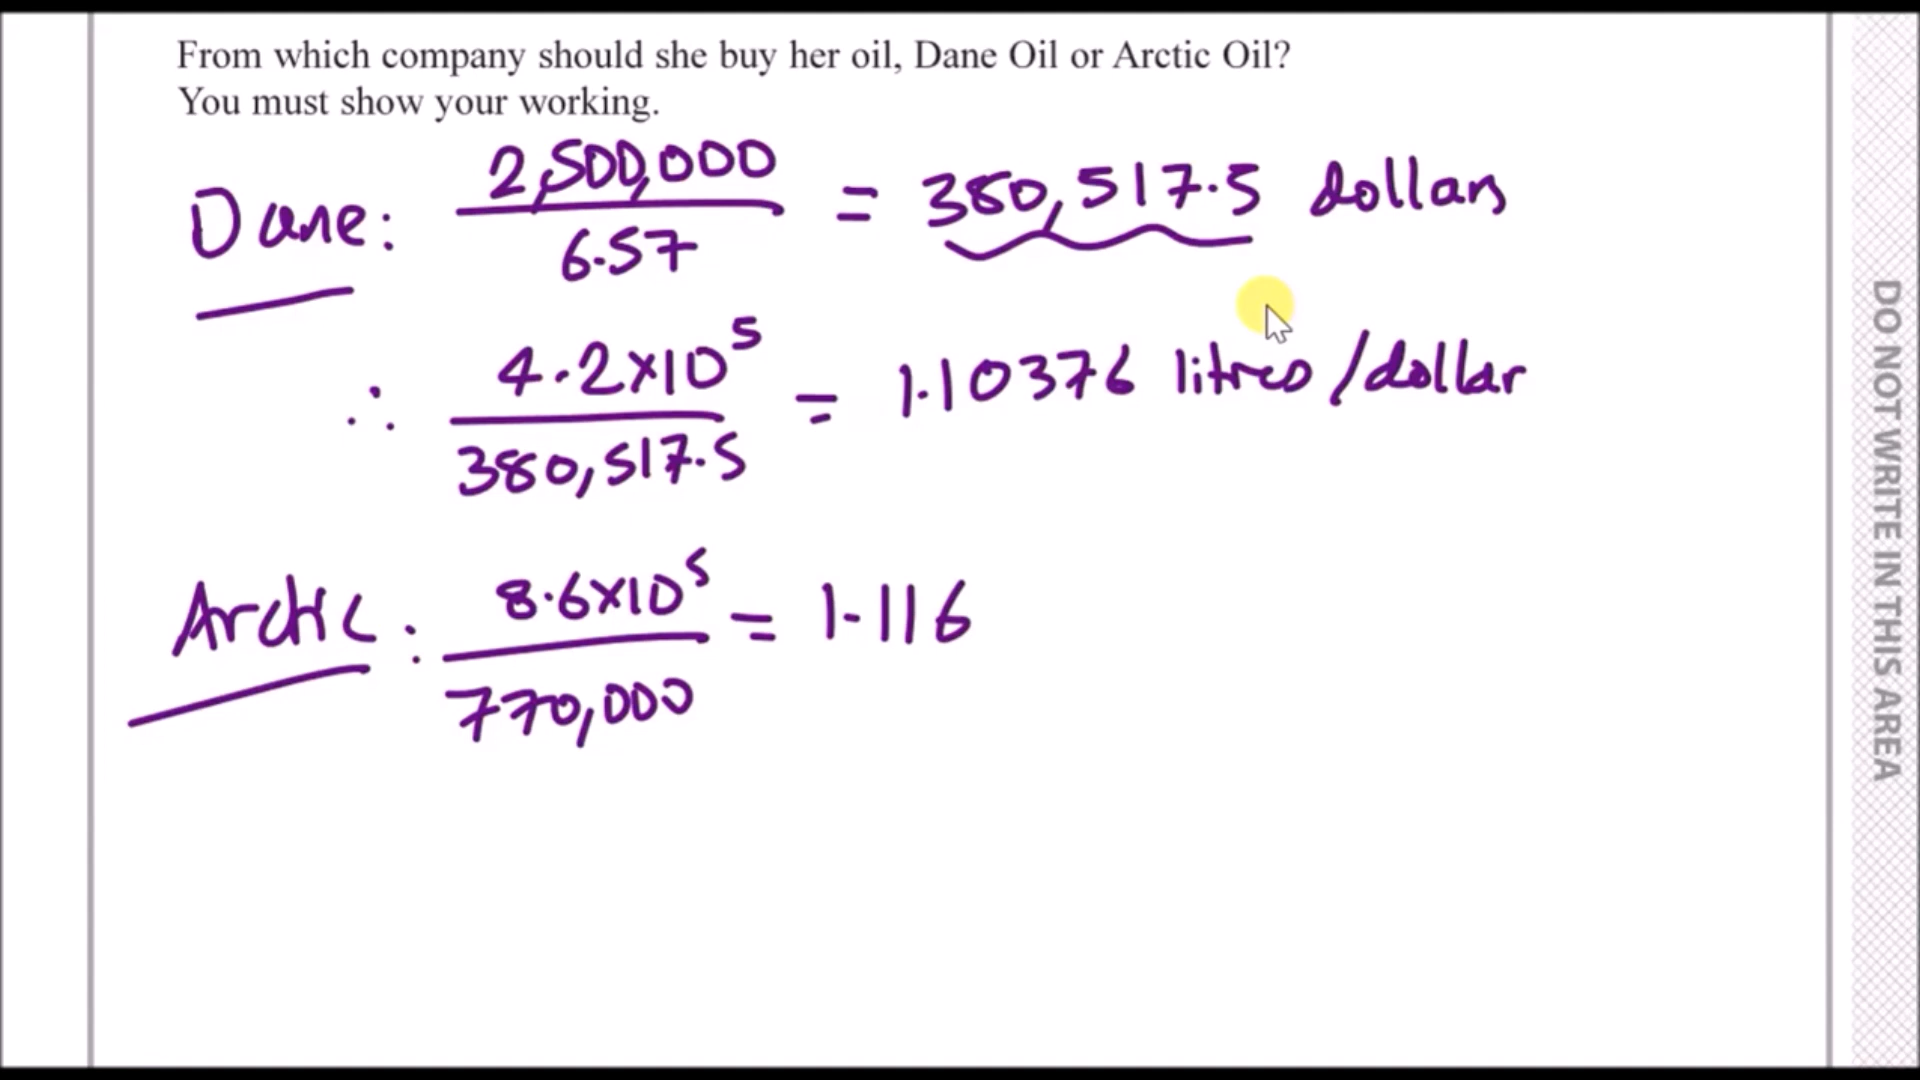 From which company should she buy her oil, Dane Oil or Arctic Oil?
You must show your working.
Dane: 2,500,000 / 6.57 = 380,517.5 dollars
∴ 4.2×10^5 / 380,517.5 = 1.10376 litres/dollar
Arctic: 8.6×10^5 / 770,000 = 1.116
DO NOT WRITE IN THIS AREA